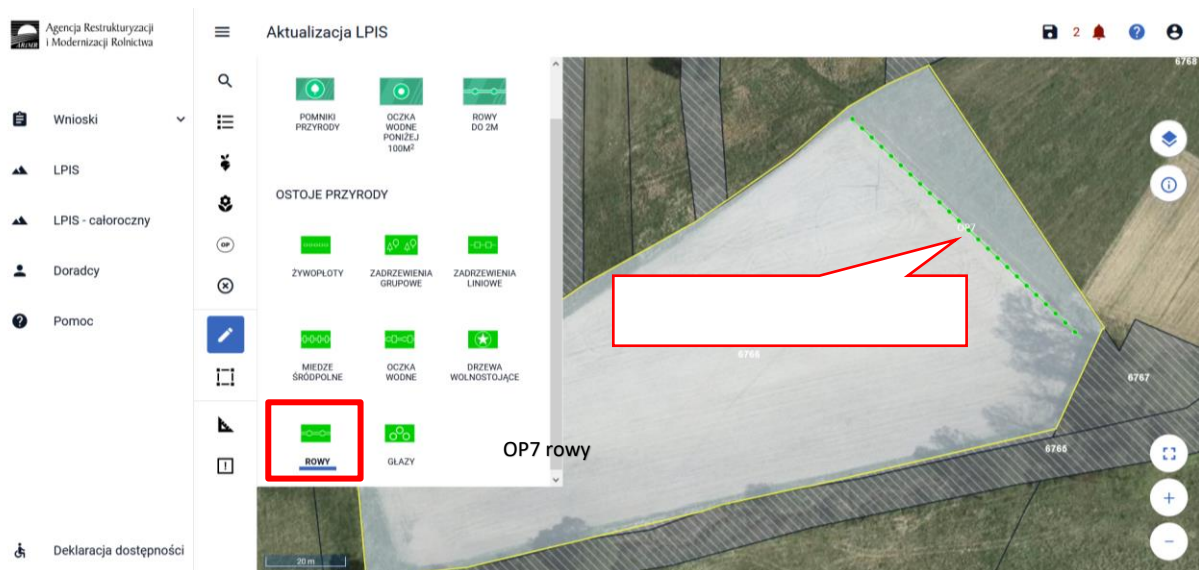 Agencja Restrukturyzacji
i Modernizacji Rolnictwa
ARiMR
Aktualizacja LPIS
2
Wnioski
LPIS
LPIS - całoroczny
Doradcy
Pomoc
Deklaracja dostępności
OP
POMNIKI
PRZYRODY
OCZKA
WODNE
PONIŻEJ
100M²
ROWY
DO 2M
OSTOJE PRZYRODY
ŻYWOPŁOTY
ZADRZEWIENIA
GRUPOWE
ZADRZEWIENIA
LINIOWE
MIEDZE
ŚRÓDPOLNE
OCZKA
WODNE
DRZEWA
WOLNOSTOJĄCE
ROWY
GŁAZY
OP7 rowy
6768
OP7
6766
6767
6765
20 m